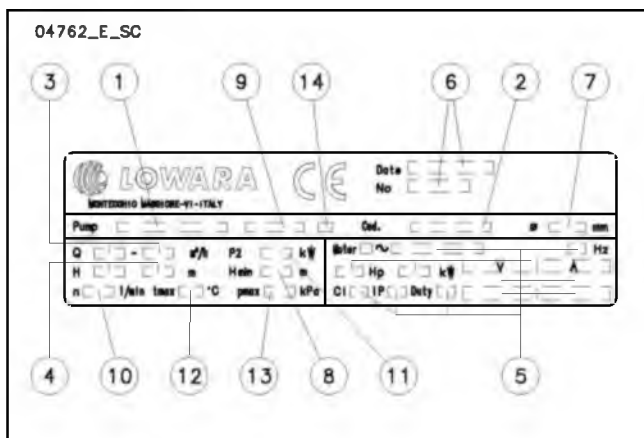 04762_E_SC
3 1 9 14 6 2 7
LOWARA CE Date
No
MONTECCHIO MAGGIORE-VI-ITALY
Pump Cod. ø mm
Q - m³/h P2 kW Motor ~ Hz
H m Hmin m Hp kW V A
n 1/min tmax °C pmax kPa Cl IP Duty
4 10 12 13 8 11 5